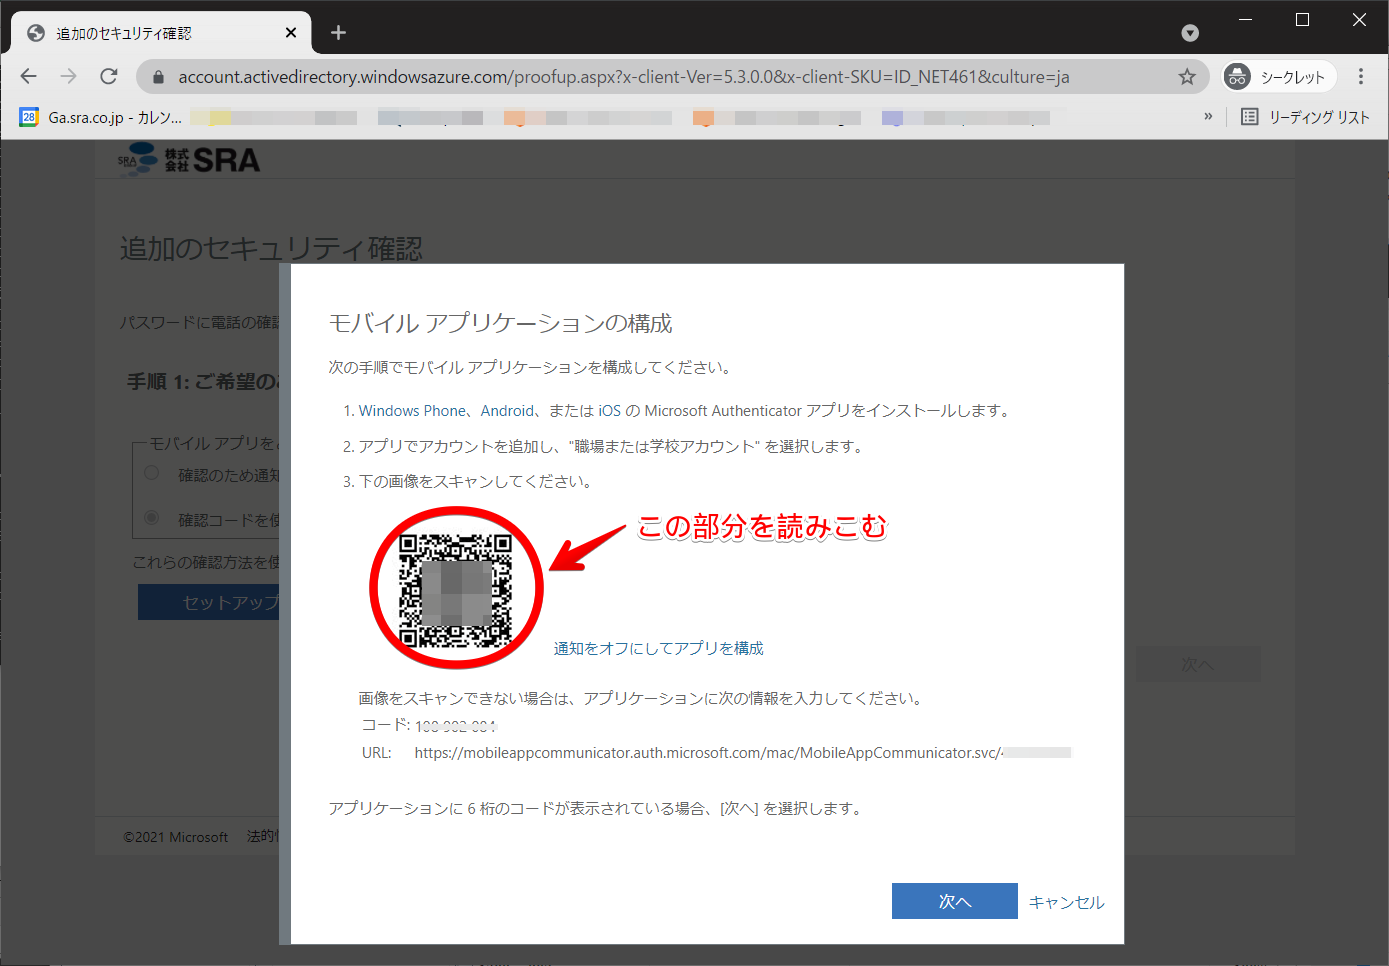 追加のセキュリティ確認
account.activedirectory.windowsazure.com/proofup.aspx?x-client-Ver=5.3.0.0&x-client-SKU=ID_NET461&culture=ja
シークレット
28
Ga.sra.co.jp - カレン...
»
リーディング リスト
SRA 株式会社SRA
追加のセキュリティ確認
パスワードに電話の確認
手順 1: ご希望の
モバイル アプリを
確認のため通知
確認コードを使
これらの確認方法を使
セットアップ
次へ
©2021 Microsoft 法的情
モバイル アプリケーションの構成
次の手順でモバイル アプリケーションを構成してください。
1. Windows Phone、Android、または iOS の Microsoft Authenticator アプリをインストールします。
2. アプリでアカウントを追加し、"職場または学校アカウント" を選択します。
3. 下の画像をスキャンしてください。
この部分を読みこむ
通知をオフにしてアプリを構成
画像をスキャンできない場合は、アプリケーションに次の情報を入力してください。
コード:
URL: https://mobileappcommunicator.auth.microsoft.com/mac/MobileAppCommunicator.svc/
アプリケーションに 6 桁のコードが表示されている場合、[次へ] を選択します。
次へ
キャンセル